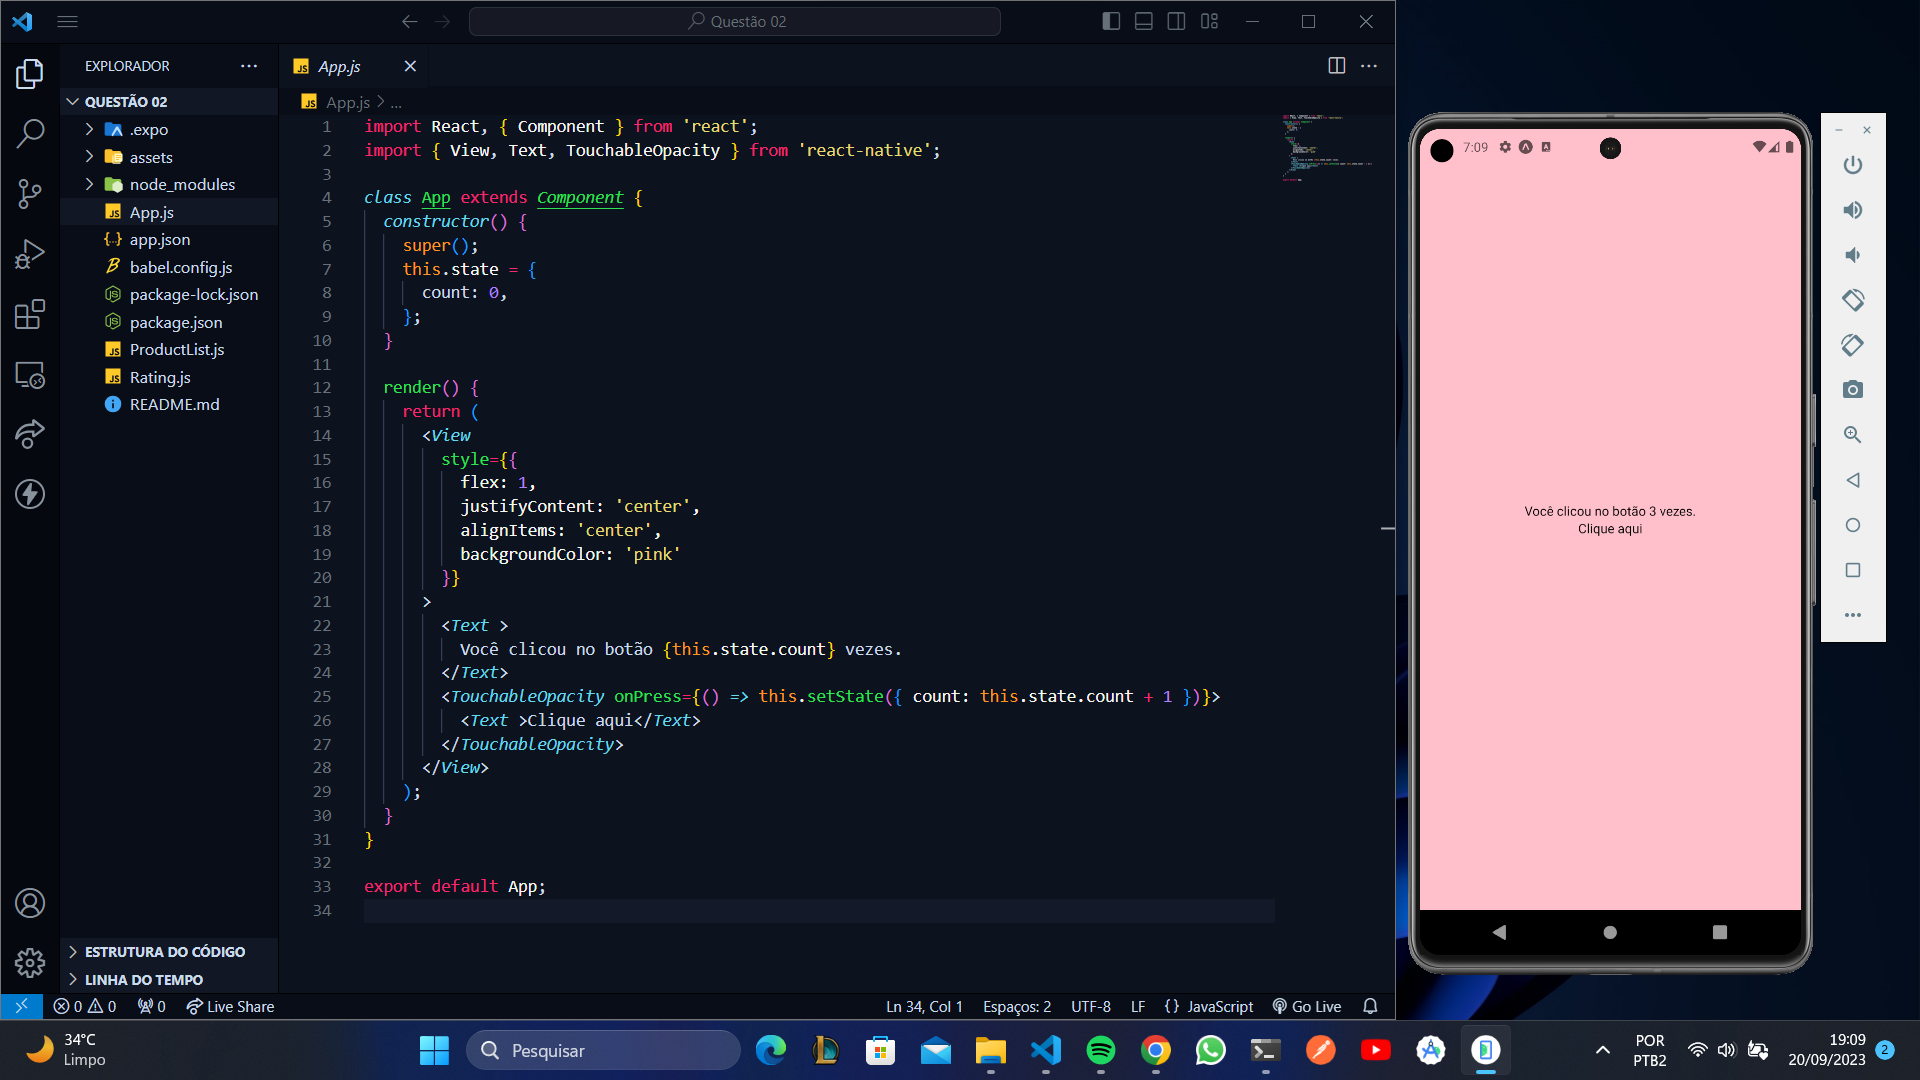 Questão 02
EXPLORADOR
QUESTÃO 02
.expo
assets
node_modules
App.js
app.json
babel.config.js
package-lock.json
package.json
ProductList.js
Rating.js
README.md
ESTRUTURA DO CÓDIGO
LINHA DO TEMPO
JS App.js
JS App.js > ...
1 import React, { Component } from 'react';
2 import { View, Text, TouchableOpacity } from 'react-native';
3
4 class App extends Component {
5 constructor() {
6 super();
7 this.state = {
8 count: 0,
9 };
10 }
11
12 render() {
13 return (
14 <View
15 style={{
16 flex: 1,
17 justifyContent: 'center',
18 alignItems: 'center',
19 backgroundColor: 'pink'
20 }}
21 >
22 <Text >
23 Você clicou no botão {this.state.count} vezes.
24 </Text>
25 <TouchableOpacity onPress={() => this.setState({ count: this.state.count + 1 })}>
26 <Text >Clique aqui</Text>
27 </TouchableOpacity>
28 </View>
29 );
30 }
31 }
32
33 export default App;
34
0 0 0 Live Share
Ln 34, Col 1 Espaços: 2 UTF-8 LF {} JavaScript Go Live
7:09
Você clicou no botão 3 vezes.
Clique aqui
34°C
Limpo
Pesquisar
POR
PTB2
19:09
20/09/2023
2